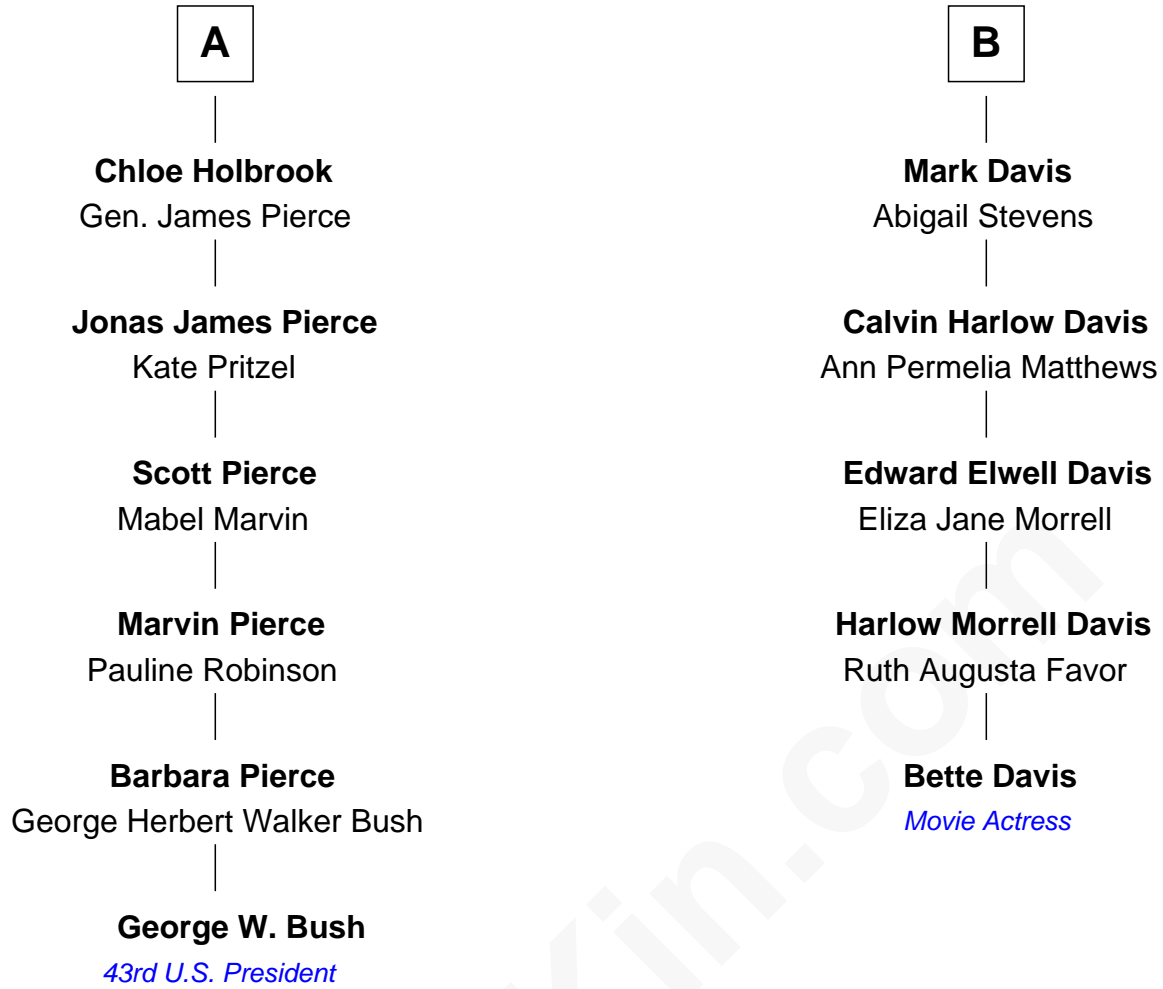 A
Chloe Holbrook
Gen. James Pierce
Jonas James Pierce
Kate Pritzel
Scott Pierce
Mabel Marvin
Marvin Pierce
Pauline Robinson
Barbara Pierce
George Herbert Walker Bush
George W. Bush
43rd U.S. President
B
Mark Davis
Abigail Stevens
Calvin Harlow Davis
Ann Permelia Matthews
Edward Elwell Davis
Eliza Jane Morrell
Harlow Morrell Davis
Ruth Augusta Favor
Bette Davis
Movie Actress